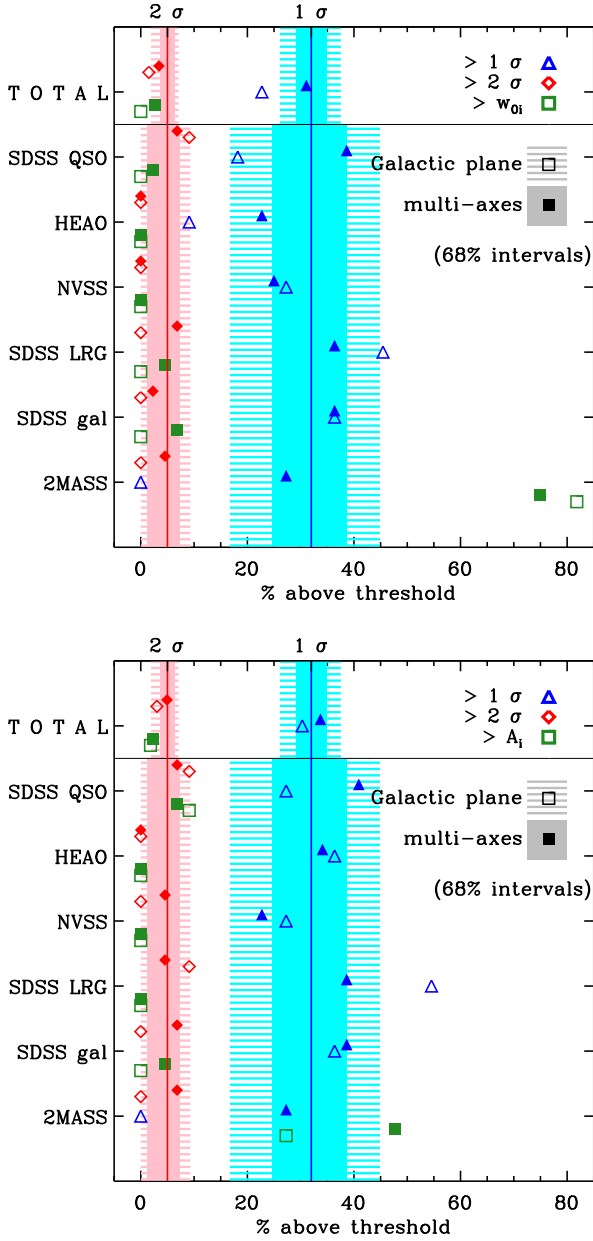 2 σ 1 σ
T O T A L
> 1 σ
> 2 σ
> w0i
SDSS QSO
Galactic plane
multi-axes
HEAO
(68% intervals)
NVSS
SDSS LRG
SDSS gal
2MASS
0 20 40 60 80
% above threshold
2 σ 1 σ
> 1 σ
> 2 σ
T O T A L
> Ai
SDSS QSO
Galactic plane
multi-axes
HEAO
(68% intervals)
NVSS
SDSS LRG
SDSS gal
2MASS
0 20 40 60 80
% above threshold